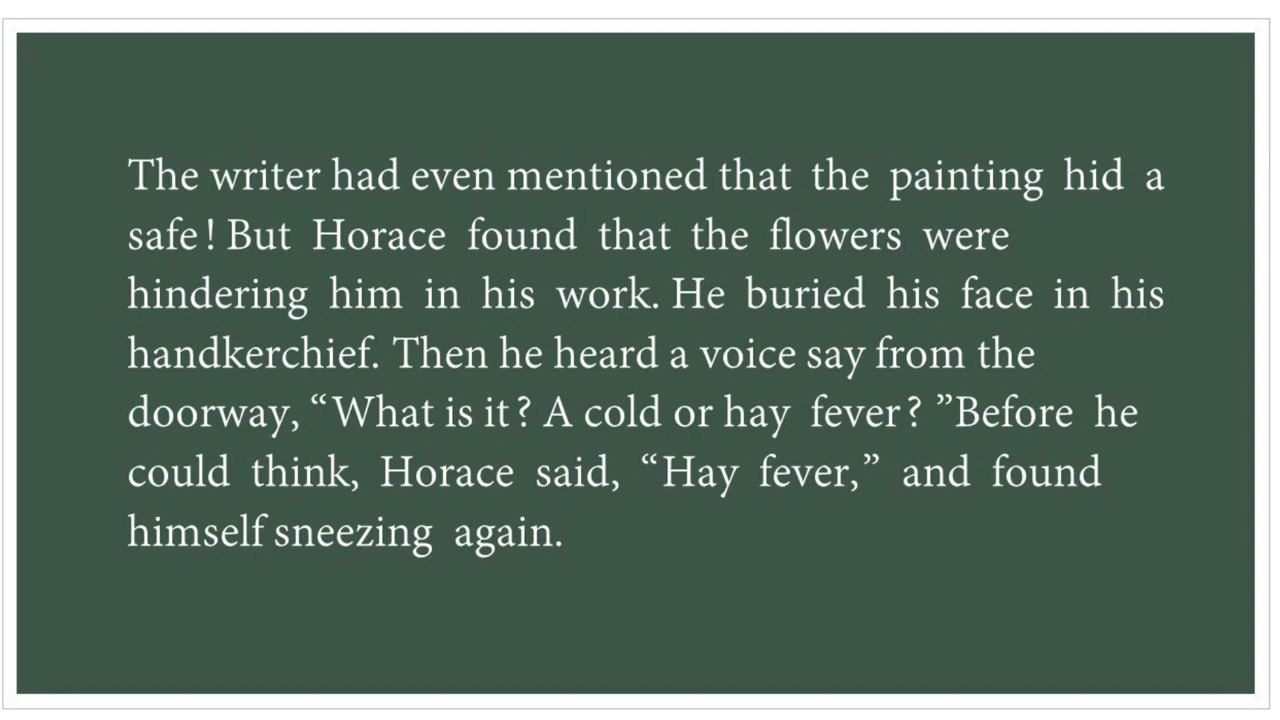 The writer had even mentioned that the painting hid a
safe! But Horace found that the flowers were
hindering him in his work. He buried his face in his
handkerchief. Then he heard a voice say from the
doorway, “What is it? A cold or hay fever? ”Before he
could think, Horace said, “Hay fever,” and found
himself sneezing again.